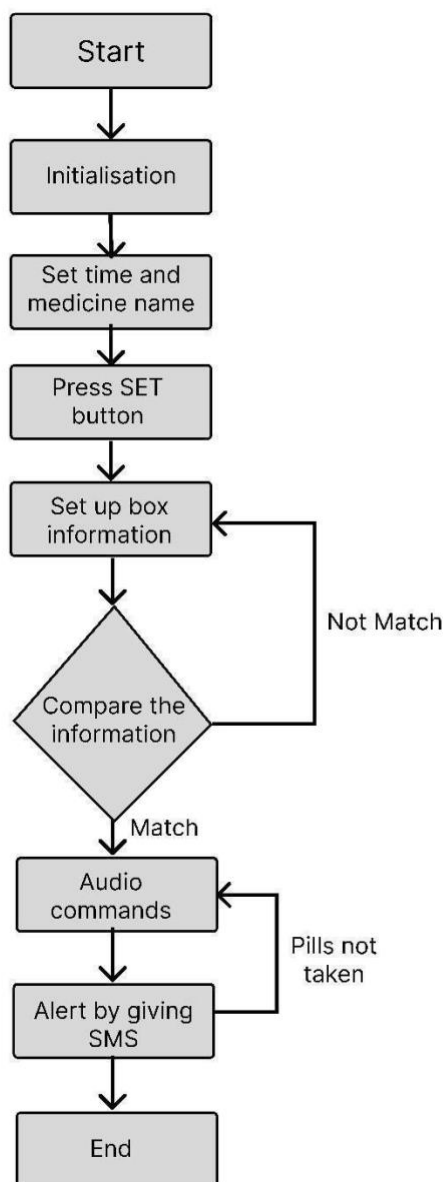 Start
Initialisation
Set time and
medicine name
Press SET
button
Set up box
information
Not Match
Compare the
information
Match
Audio
commands
Pills not
taken
Alert by giving
SMS
End